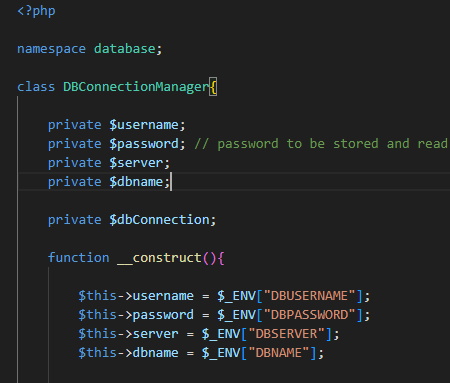 <?php
namespace database;
class DBConnectionManager{
private $username;
private $password; // password to be stored and read
private $server;
private $dbname;
private $dbConnection;
function __construct(){
$this->username = $_ENV["DBUSERNAME"];
$this->password = $_ENV["DBPASSWORD"];
$this->server = $_ENV["DBSERVER"];
$this->dbname = $_ENV["DBNAME"];